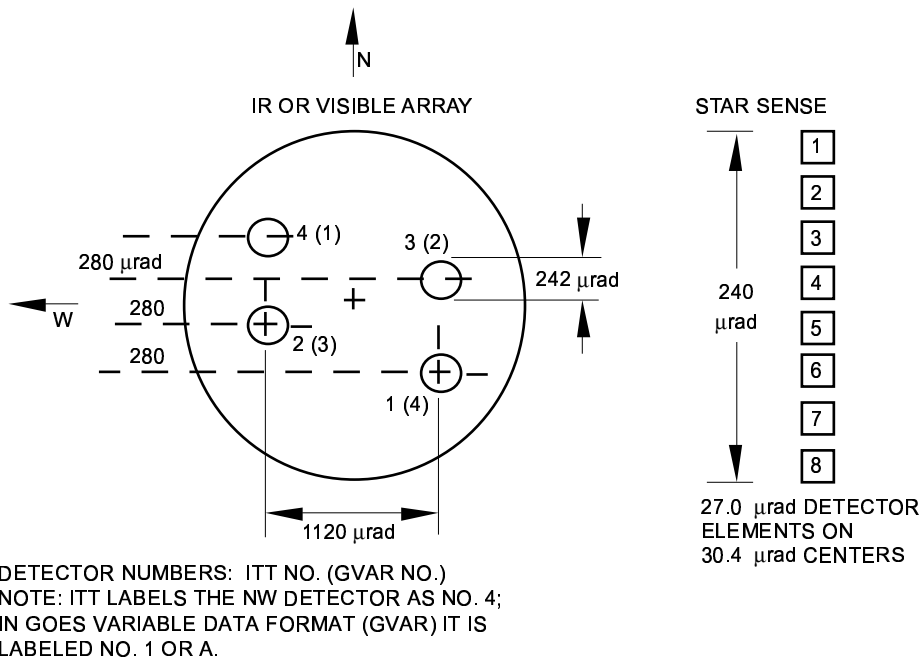 N
IR OR VISIBLE ARRAY
STAR SENSE
4 (1)
3 (2)
280 µrad
242 µrad
W
280
2 (3)
280
1 (4)
1120 µrad
1
2
3
4
5
6
7
8
240
µrad
27.0 µrad DETECTOR
ELEMENTS ON
30.4 µrad CENTERS
DETECTOR NUMBERS: ITT NO. (GVAR NO.)
NOTE: ITT LABELS THE NW DETECTOR AS NO. 4;
IN GOES VARIABLE DATA FORMAT (GVAR) IT IS
LABELED NO. 1 OR A.